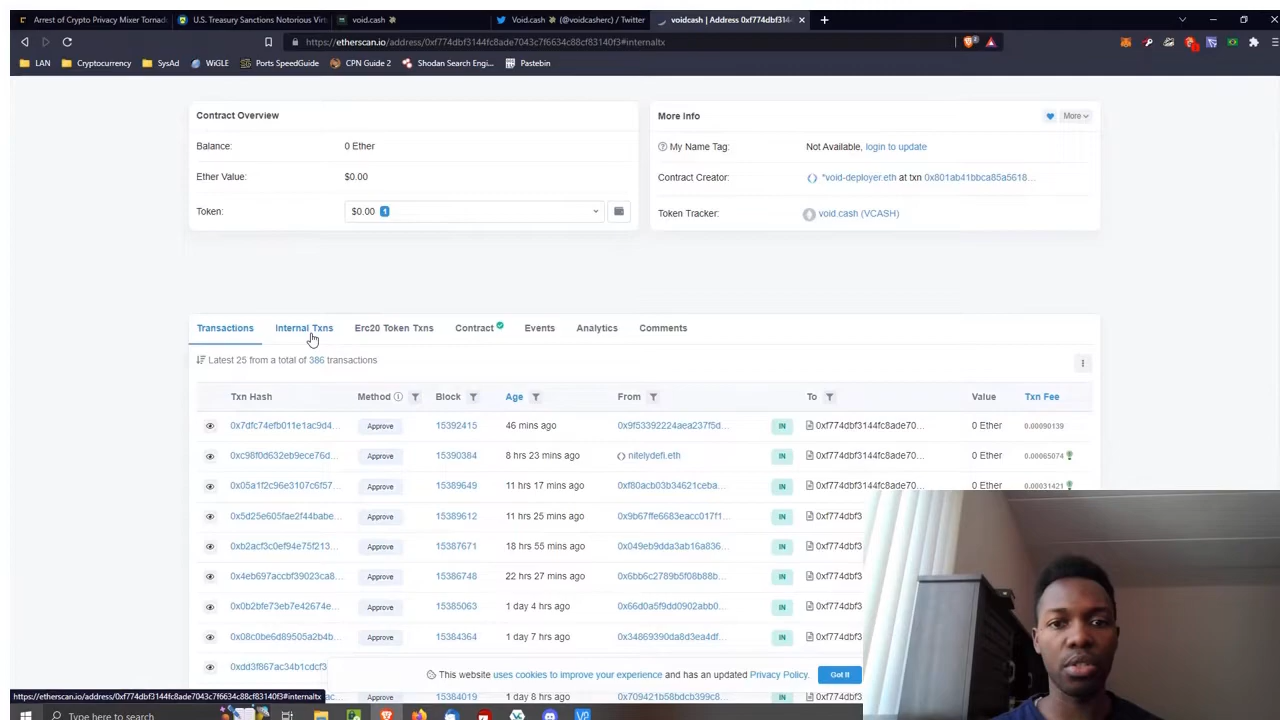 Arrest of Crypto Privacy Mixer Tornad
U.S. Treasury Sanctions Notorious Virt
void.cash
Void.cash (@voidcasherc) / Twitter
voidcash | Address 0xf774dbf314
https://etherscan.io/address/0xf774dbf3144fc8ade7043c7f6634c88cf83140f3#internaltx
LAN
Cryptocurrency
SysAd
WiGLE
Ports SpeedGuide
CPN Guide 2
Shodan Search Engi...
Pastebin
Contract Overview
Balance: 0 Ether
Ether Value: $0.00
Token: $0.00 1
More Info
More
My Name Tag: Not Available, login to update
Contract Creator: *void-deployer.eth at txn 0x801ab41bbca85a5618...
Token Tracker: void.cash (VCASH)
Transactions Internal Txns Erc20 Token Txns Contract Events Analytics Comments
Latest 25 from a total of 386 transactions
Txn Hash Method Block Age From To Value Txn Fee
0x7dfc74efb011e1ac9d4... Approve 15392415 46 mins ago 0x9f53392224aea237f5d... IN 0xf774dbf3144fc8ade70... 0 Ether 0.00090139
0xc98f0d632eb9ece76d... Approve 15390384 8 hrs 23 mins ago nitelydefi.eth IN 0xf774dbf3144fc8ade70... 0 Ether 0.00065074
0x05a1f2c96e3107c6f57... Approve 15389649 11 hrs 17 mins ago 0xf80acb03b34621ceba... IN 0xf774dbf3144fc8ade70... 0 Ether 0.00031421
0x5d25e605fae2f44babe... Approve 15389612 11 hrs 25 mins ago 0x9b67ffe6683eacc017f1... IN 0xf774dbf3
0xb2acf3c0ef94e75f213... Approve 15387671 18 hrs 55 mins ago 0x049eb9dda3ab16a836... IN 0xf774dbf3
0x4eb697accbf39023ca8... Approve 15386748 22 hrs 27 mins ago 0x6bb6c2789b5f08b88b... IN 0xf774dbf3
0x0b2bfe73eb7e42674e... Approve 15385063 1 day 4 hrs ago 0x66d0a5f9dd0902abb0... IN 0xf774dbf3
0x08c0be6d89505a2b4b... Approve 15384364 1 day 7 hrs ago 0x34869390da8d3ea4df... IN 0xf774dbf3
0xdd3f867ac34b1cdcf3
This website uses cookies to improve your experience and has an updated Privacy Policy.
Got It
https://etherscan.io/address/0xf774dbf3144fc8ade7043c7f6634c88cf83140f3#internaltx
Approve 15384019 1 day 8 hrs ago 0x709421b58bdcb399c8... IN 0xf774dbf3
Type here to search